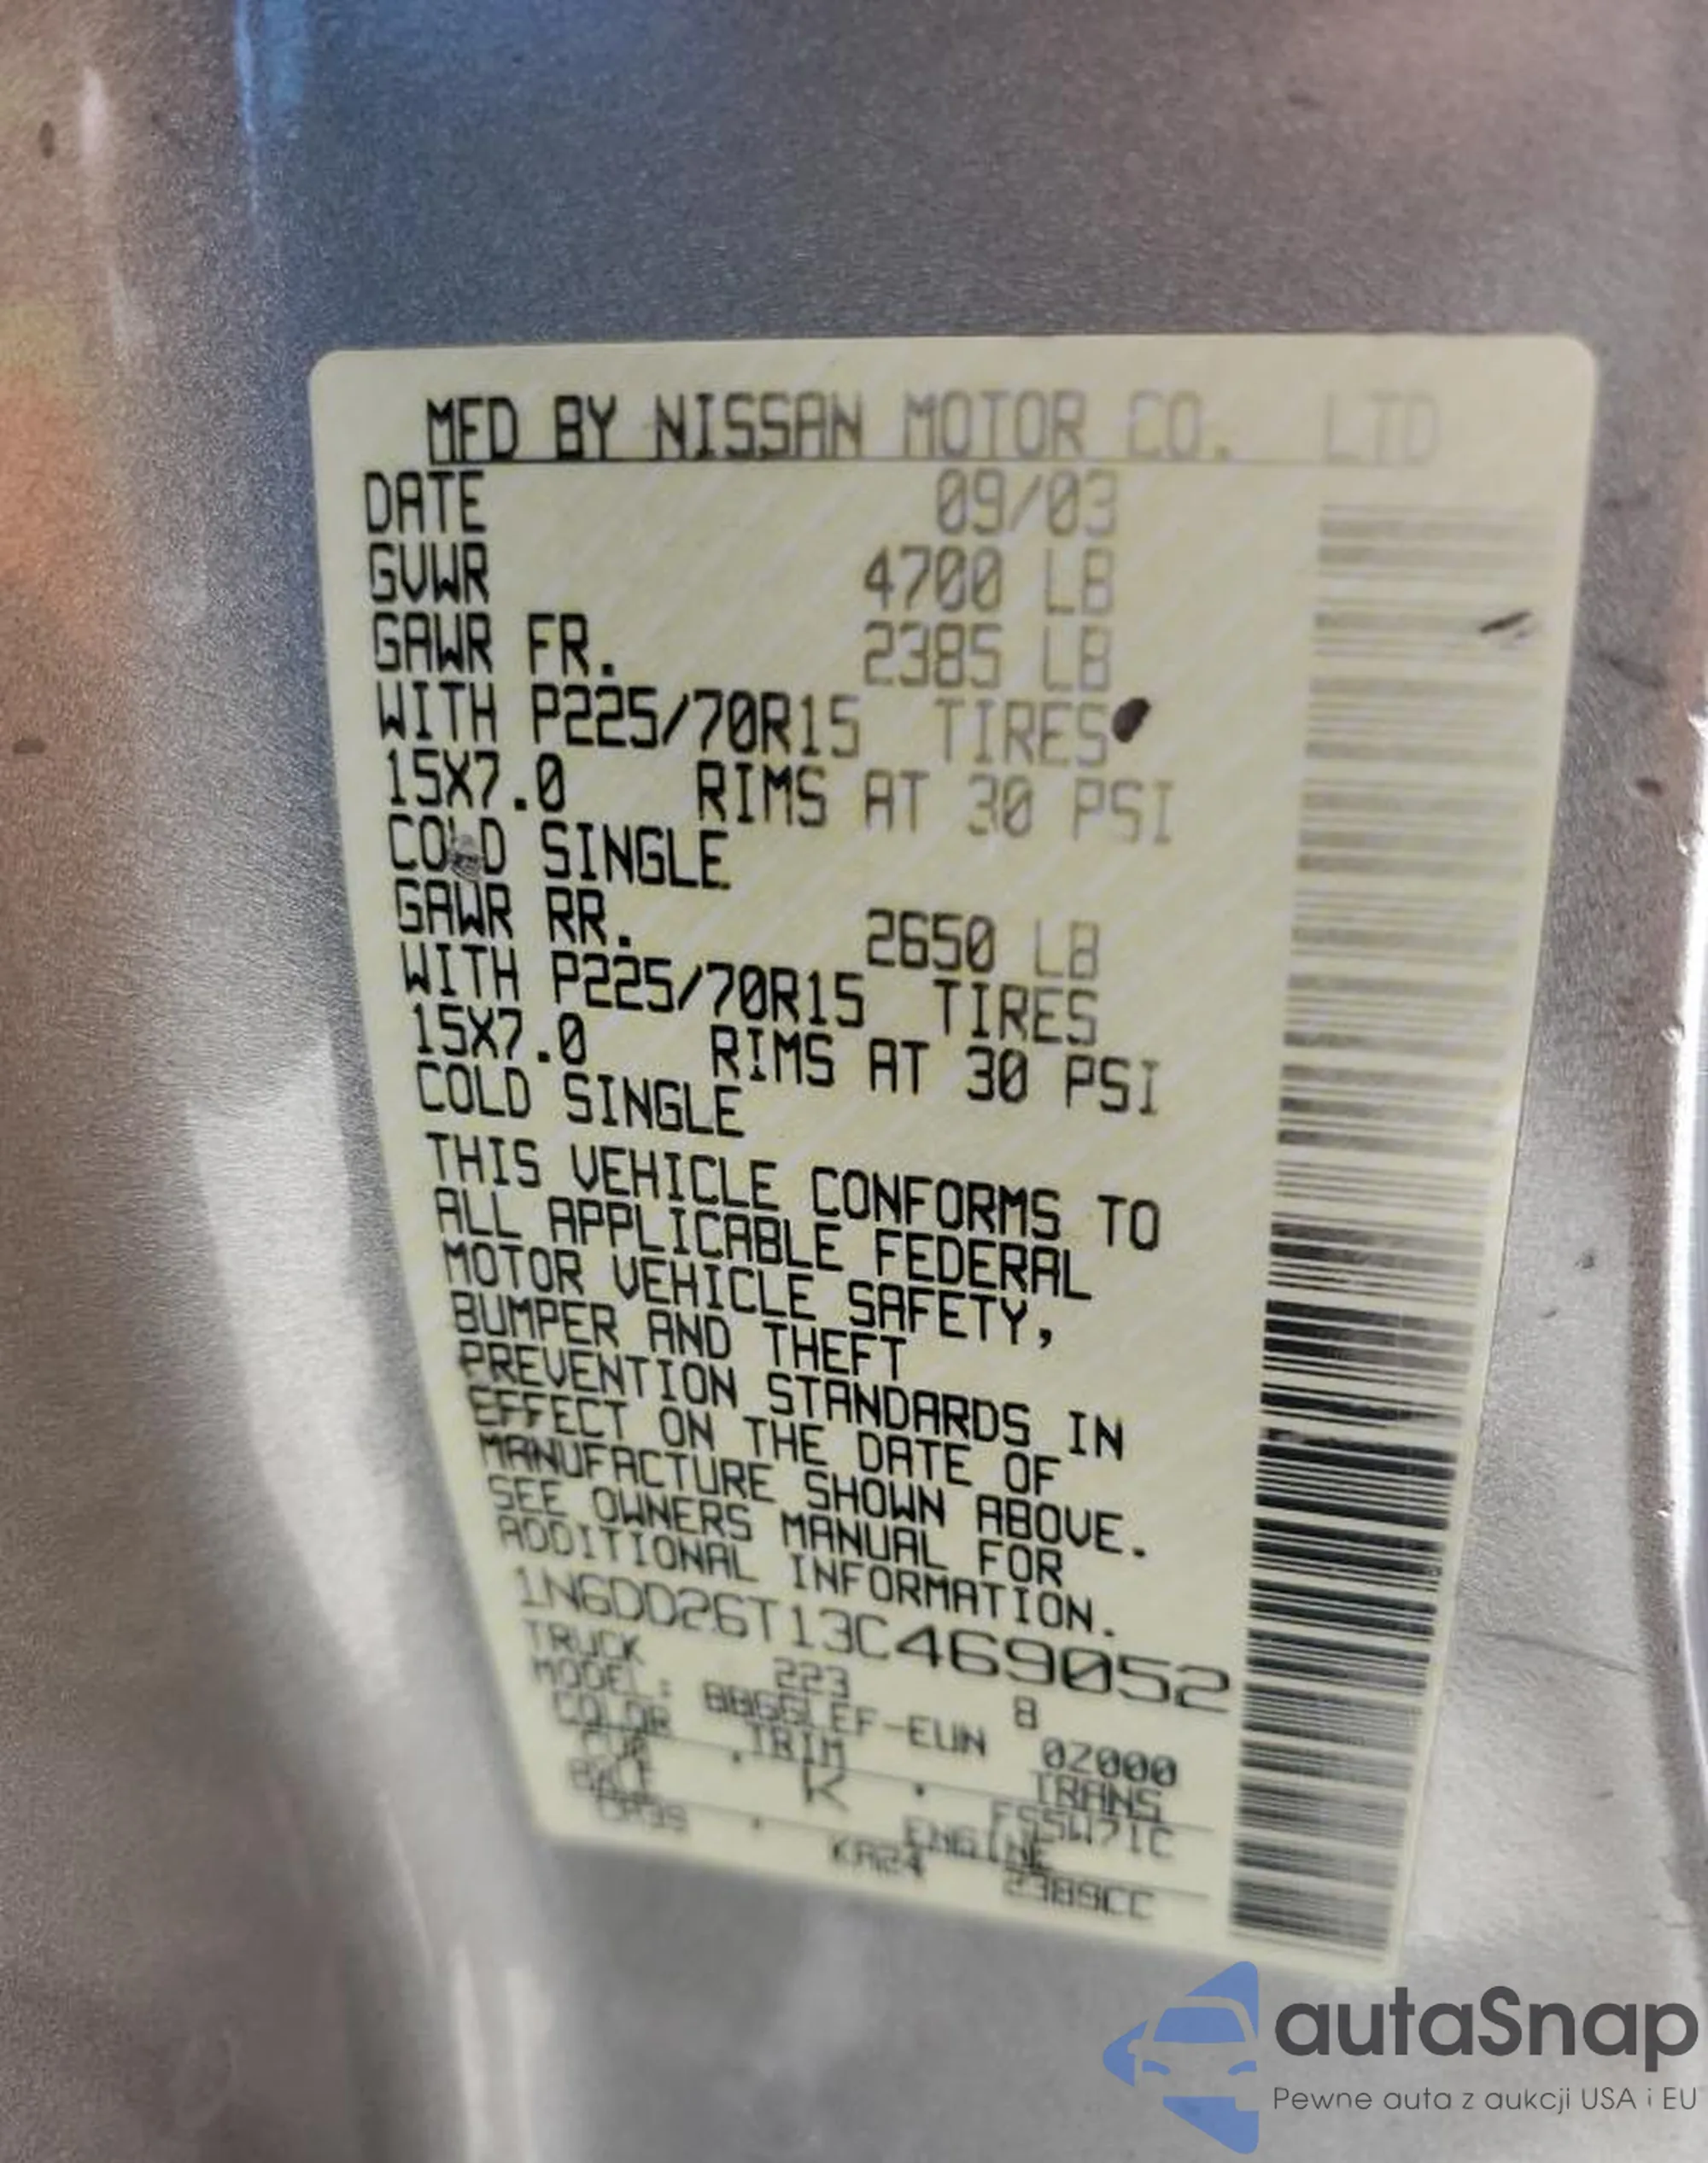 MFD BY NISSAN MOTOR CO. LTD
DATE 09/03
GVWR 4700 LB
GAWR FR. 2385 LB
WITH P225/70R15 TIRES
15X7.0 RIMS AT 30 PSI
COLD SINGLE
GAWR RR. 2650 LB
WITH P225/70R15 TIRES
15X7.0 RIMS AT 30 PSI
COLD SINGLE
THIS VEHICLE CONFORMS TO
ALL APPLICABLE FEDERAL
MOTOR VEHICLE SAFETY,
BUMPER AND THEFT
PREVENTION STANDARDS IN
EFFECT ON THE DATE OF
MANUFACTURE SHOWN ABOVE.
SEE OWNERS MANUAL FOR
ADDITIONAL INFORMATION.
1N6DD26T13C469052
TRUCK 223 8
MODEL: 02000
COLOR TRIM TRANS
K FS5W71C
AXLE ENGINE
KA24 2389CC
autaSnap
Pewne auta z aukcji USA i EU